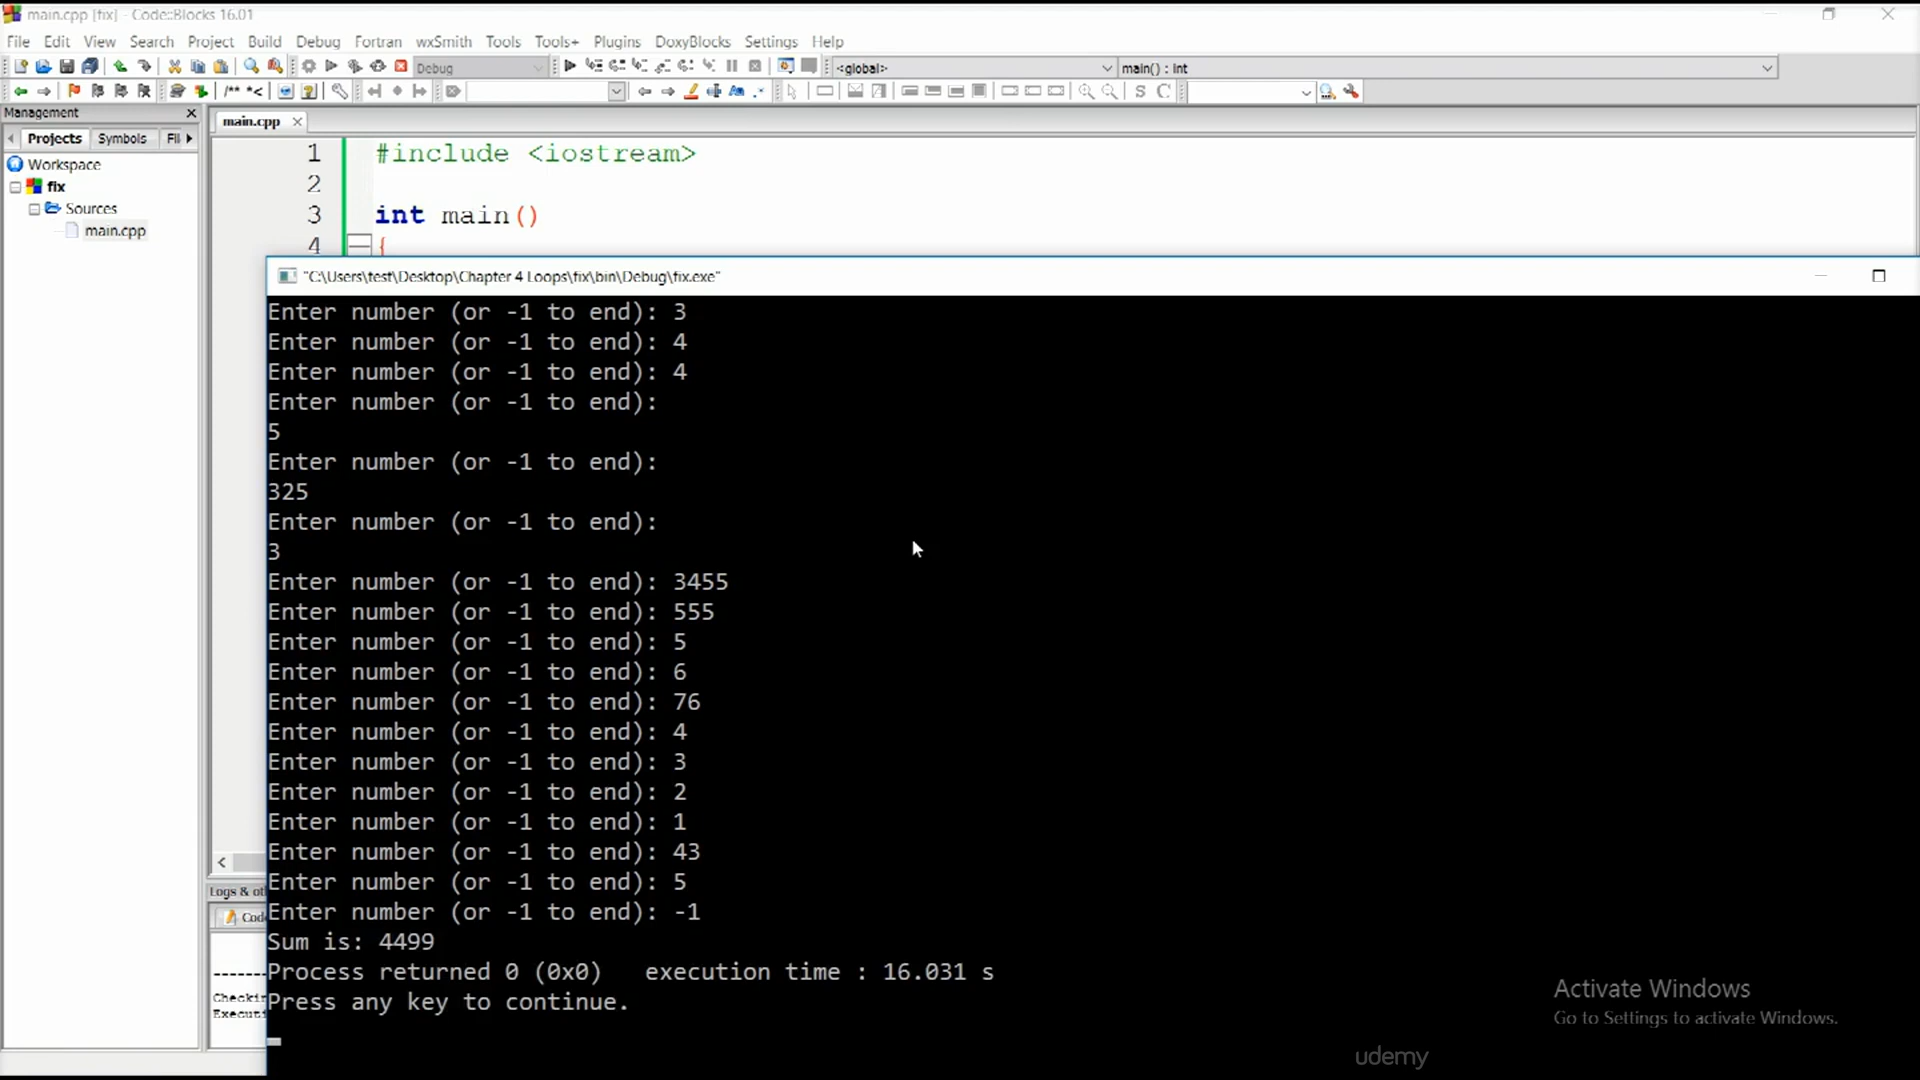 main.cpp [fix] - Code::Blocks 16.01
File Edit View Search Project Build Debug Fortran wxSmith Tools Tools+ Plugins DoxyBlocks Settings Help
Debug <global> main() : int
/** *< S C
Management
Projects Symbols Fil
Workspace
fix
Sources
main.cpp
main.cpp
1 #include <iostream>
2
3 int main()
4 {
"C:\Users\test\Desktop\Chapter 4 Loops\fix\bin\Debug\fix.exe"
Enter number (or -1 to end): 3
Enter number (or -1 to end): 4
Enter number (or -1 to end): 4
Enter number (or -1 to end):
5
Enter number (or -1 to end):
325
Enter number (or -1 to end):
3
Enter number (or -1 to end): 3455
Enter number (or -1 to end): 555
Enter number (or -1 to end): 5
Enter number (or -1 to end): 6
Enter number (or -1 to end): 76
Enter number (or -1 to end): 4
Enter number (or -1 to end): 3
Enter number (or -1 to end): 2
Enter number (or -1 to end): 1
Enter number (or -1 to end): 43
Enter number (or -1 to end): 5
Enter number (or -1 to end): -1
Sum is: 4499
Process returned 0 (0x0) execution time : 16.031 s
Press any key to continue.
Logs & ot
Code
-------
Checkin
Executi
Activate Windows
Go to Settings to activate Windows.
udemy